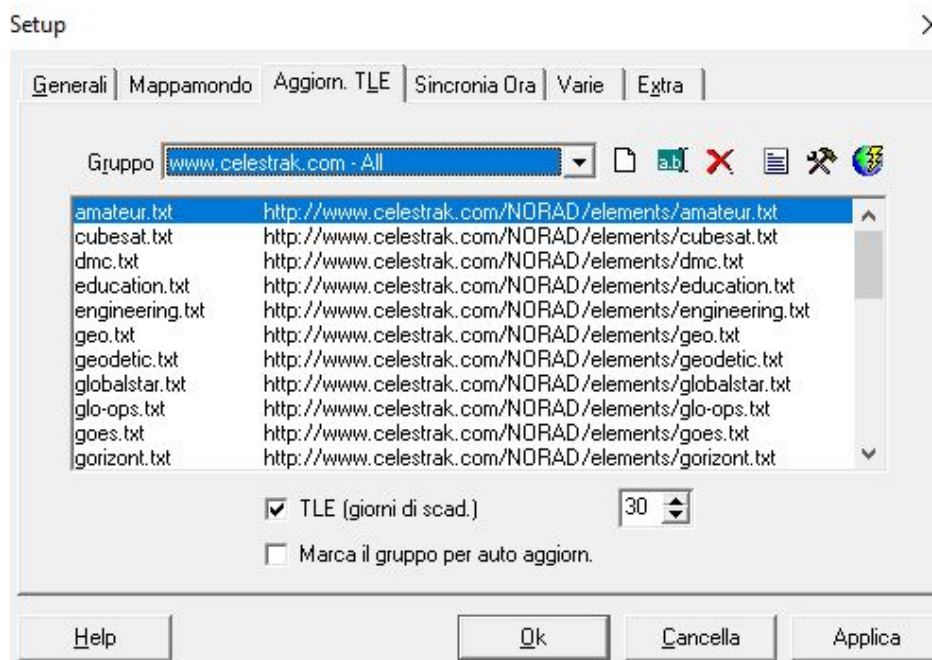 Setup
Generali Mappamondo Aggiorn. TLE Sincronia Ora Varie Extra
Gruppo www.celestrak.com - All a.b
amateur.txt http://www.celestrak.com/NORAD/elements/amateur.txt
cubesat.txt http://www.celestrak.com/NORAD/elements/cubesat.txt
dmc.txt http://www.celestrak.com/NORAD/elements/dmc.txt
education.txt http://www.celestrak.com/NORAD/elements/education.txt
engineering.txt http://www.celestrak.com/NORAD/elements/engineering.txt
geo.txt http://www.celestrak.com/NORAD/elements/geo.txt
geodetic.txt http://www.celestrak.com/NORAD/elements/geodetic.txt
globalstar.txt http://www.celestrak.com/NORAD/elements/globalstar.txt
glo-ops.txt http://www.celestrak.com/NORAD/elements/glo-ops.txt
goes.txt http://www.celestrak.com/NORAD/elements/goes.txt
gorizont.txt http://www.celestrak.com/NORAD/elements/gorizont.txt
TLE (giorni di scad.) 30
Marca il gruppo per auto aggiorn.
Help Ok Cancella Applica